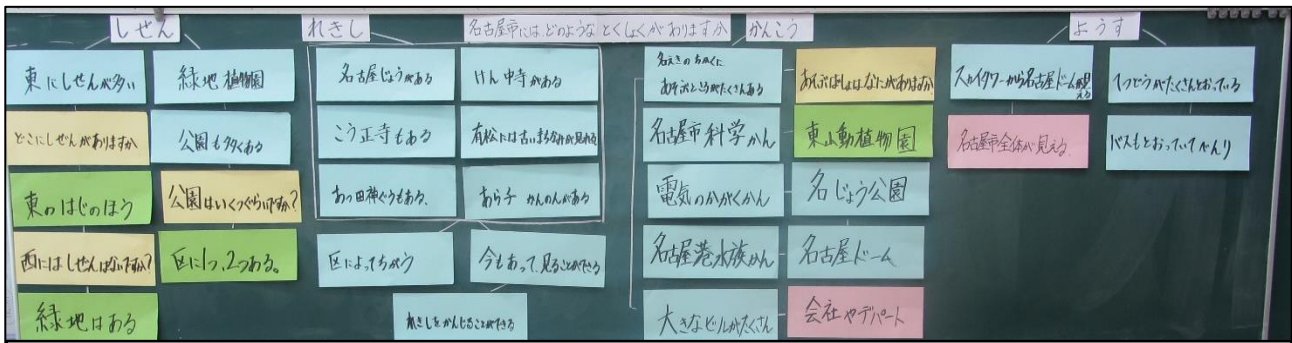 しぜん
れきし
名古屋市には、どのようなとくしょくがありますか
かんこう
ようす
東にしぜんが多い
どこにしぜんがありますか
東のはじのほう
西にはしぜんはないですか?
緑地はある
緑地 植物園
公園も多くある
公園はいくつぐらいですか?
区に1つ、2つある。
名古屋じょうがある
こう正寺もある
あつ田神ぐうもある。
区によってちがう
けん中寺がある
有松には古いまちなみが見れる
あら子 かんのんがある
今もあって、見ることができる
れきしをかんじることができる
名えきのちかくに
あそぶところがたくさんある
名古屋市科学かん
電気のかがくかん
名古屋港水族かん
大きなビルがたくさん
あそぶばしょはなにがありますか
東山動植物園
名じょう公園
名古屋ドーム
会社やデパート
スカイタワーから名古屋ドームが見える
名古屋市全体が見える。
てつどうがたくさんとおっている
バスもとおっていてべんり